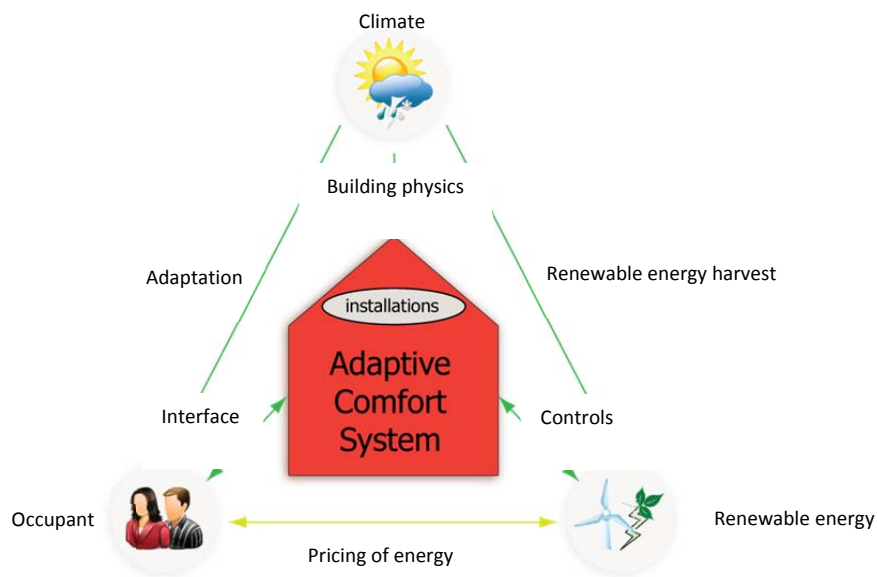 Climate
Building physics
Adaptation
Renewable energy harvest
installations
Adaptive
Comfort
System
Interface
Controls
Occupant
Renewable energy
Pricing of energy